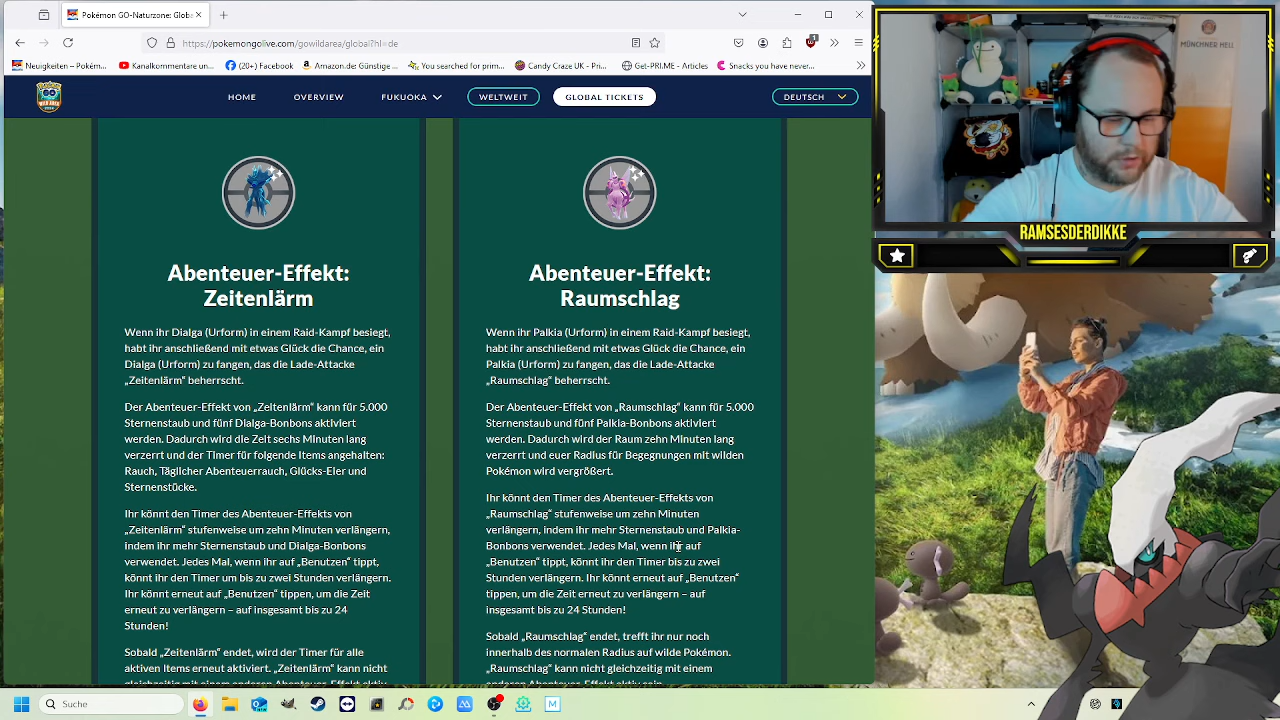 Pokémon GO-Naturzone: Globa
https://pokemongolive.com/gowildarea/global?hl=de
1
Neuigkeiten – Pokém…
Kanalkommentare un…
(20+) Facebook
Amazon.de Günstige …
You searched for mym…
Candy Store UK - Pri…
Get-PRIME - Articles
Snacks you have never…
HOME
OVERVIEW
FUKUOKA
WELTWEIT
GLOBAL TICKETS
DEUTSCH
Abenteuer-Effekt:
Zeitenlärm
Wenn ihr Dialga (Urform) in einem Raid-Kampf besiegt,
habt ihr anschließend mit etwas Glück die Chance, ein
Dialga (Urform) zu fangen, das die Lade-Attacke
„Zeitenlärm“ beherrscht.
Der Abenteuer-Effekt von „Zeitenlärm“ kann für 5.000
Sternenstaub und fünf Dialga-Bonbons aktiviert
werden. Dadurch wird die Zeit sechs Minuten lang
verzerrt und der Timer für folgende Items angehalten:
Rauch, Täglicher Abenteuerrauch, Glücks-Eier und
Sternenstücke.
Ihr könnt den Timer des Abenteuer-Effekts von
„Zeitenlärm“ stufenweise um zehn Minuten verlängern,
indem ihr mehr Sternenstaub und Dialga-Bonbons
verwendet. Jedes Mal, wenn ihr auf „Benutzen“ tippt,
könnt ihr den Timer um bis zu zwei Stunden verlängern.
Ihr könnt erneut auf „Benutzen“ tippen, um die Zeit
erneut zu verlängern – auf insgesamt bis zu 24
Stunden!
Sobald „Zeitenlärm“ endet, wird der Timer für alle
aktiven Items erneut aktiviert. „Zeitenlärm“ kann nicht
gleichzeitig mit einem anderen Abenteuer-Effekt aktiv
Abenteuer-Effekt:
Raumschlag
Wenn ihr Palkia (Urform) in einem Raid-Kampf besiegt,
habt ihr anschließend mit etwas Glück die Chance, ein
Palkia (Urform) zu fangen, das die Lade-Attacke
„Raumschlag“ beherrscht.
Der Abenteuer-Effekt von „Raumschlag“ kann für 5.000
Sternenstaub und fünf Palkia-Bonbons aktiviert
werden. Dadurch wird der Raum zehn Minuten lang
verzerrt und euer Radius für Begegnungen mit wilden
Pokémon wird vergrößert.
Ihr könnt den Timer des Abenteuer-Effekts von
„Raumschlag“ stufenweise um zehn Minuten
verlängern, indem ihr mehr Sternenstaub und Palkia-
Bonbons verwendet. Jedes Mal, wenn ihr auf
„Benutzen“ tippt, könnt ihr den Timer bis zu zwei
Stunden verlängern. Ihr könnt erneut auf “Benutzen“
tippen, um die Zeit erneut zu verlängern – auf
insgesamt bis zu 24 Stunden!
Sobald „Raumschlag“ endet, trefft ihr nur noch
innerhalb des normalen Radius auf wilde Pokémon.
„Raumschlag“ kann nicht gleichzeitig mit einem
anderen Abenteuer-Effekt aktiv sein.
MÜNCHNER HELL
RAMSESDERDIKKE
Suche